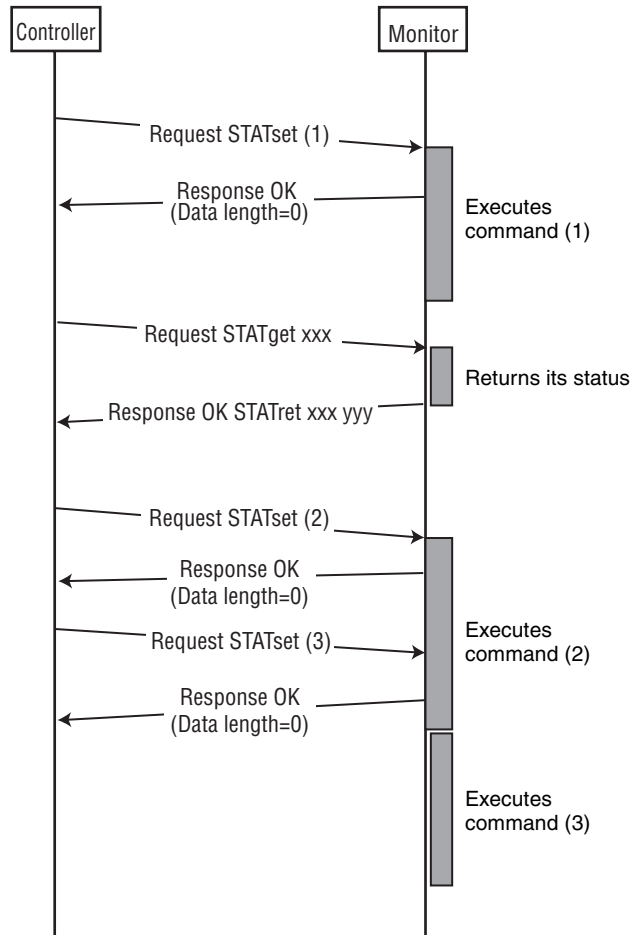 Controller
Monitor
Request STATset (1)
Response OK
(Data length=0)
Executes
command (1)
Request STATget xxx
Returns its status
Response OK STATret xxx yyy
Request STATset (2)
Response OK
(Data length=0)
Executes
command (2)
Request STATset (3)
Response OK
(Data length=0)
Executes
command (3)